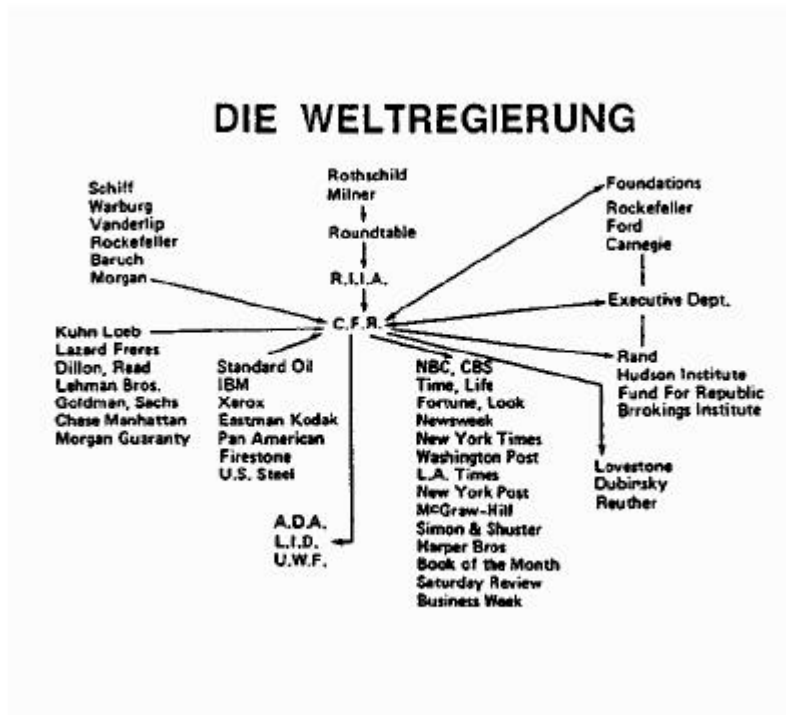 DIE WELTREGIERUNG
Schiff
Warburg
Vanderlip
Rockefeller
Baruch
Morgan
Rothschild
Milner
Roundtable
R.I.I.A.
C.F.R.
Foundations
Rockefeller
Ford
Carnegie
Executive Dept.
Rand
Hudson Institute
Fund For Republic
Brrokings Institute
Kuhn Loeb
Lazard Freres
Dillon, Read
Lehman Bros.
Goldman, Sachs
Chase Manhattan
Morgan Guaranty
Standard Oil
IBM
Xerox
Eastman Kodak
Pan American
Firestone
U.S. Steel
NBC, CBS
Time, Life
Fortune, Look
Newsweek
New York Times
Washington Post
L.A. Times
New York Post
McGraw-Hill
Simon & Shuster
Harper Bros
Book of the Month
Saturday Review
Business Week
Lovestone
Dubinsky
Reuther
A.D.A.
L.I.D.
U.W.F.